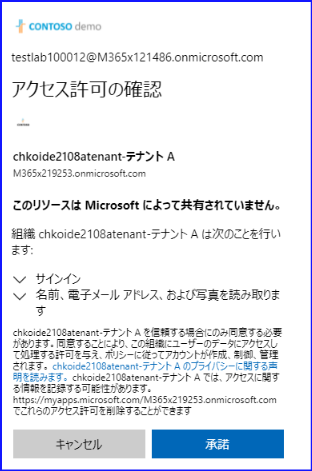 CONTOSO demo
testlab100012@M365x121486.onmicrosoft.com
アクセス許可の確認
CONTOSO
chkoide2108atenant-テナント A
M365x219253.onmicrosoft.com
このリソースは Microsoft によって共有されていません。
組織 chkoide2108atenant-テナント A は次のことを行い
ます:
サインイン
名前、電子メール アドレス、および写真を読み取りま
す
chkoide2108atenant-テナント A を信頼する場合にのみ同意する必要
があります。同意することにより、この組織にユーザーのデータにアクセスし
て処理する許可を与え、ポリシーに従ってアカウントが作成、制御、管理
されます。 chkoide2108atenant-テナント A のプライバシーに関する声
明を読みます。 chkoide2108atenant-テナント A では、アクセスに関す
る情報を記録する可能性があります。
https://myapps.microsoft.com/M365x219253.onmicrosoft.com
でこれらのアクセス許可を削除することができます
キャンセル
承諾